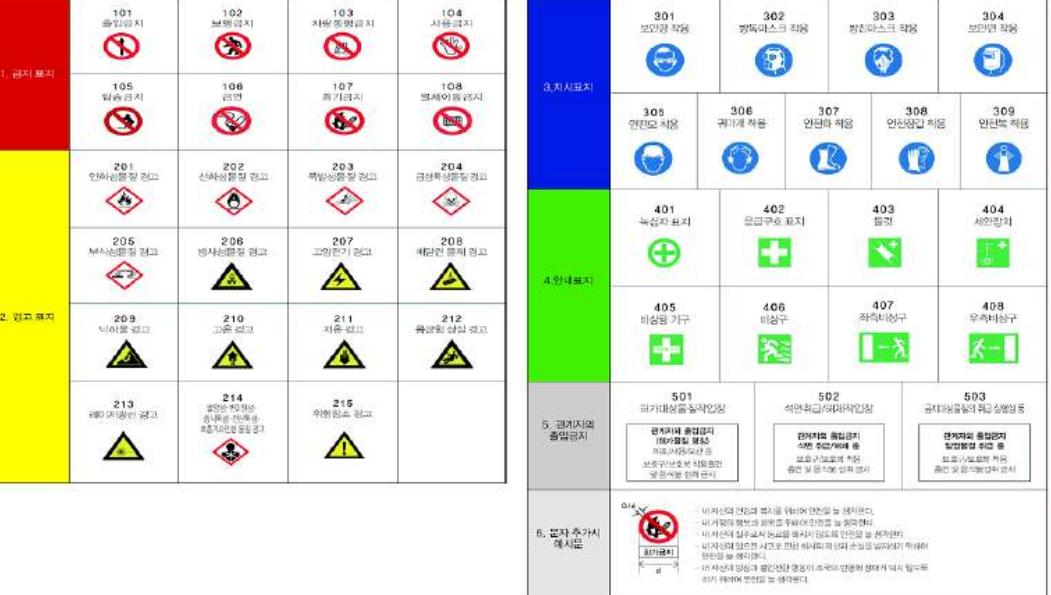 1. 금지 표지
101
출입금지
102
보행금지
103
차량통행금지
104
사용금지
105
탑승금지
106
금연
107
화기금지
108
물체이동금지
2. 경고 표지
201
인화성물질 경고
202
산화성물질 경고
203
폭발성물질 경고
204
급성독성물질 경고
205
부식성물질 경고
206
방사성물질 경고
207
고압전기 경고
208
매달린 물체 경고
209
낙하물 경고
210
고온 경고
211
저온 경고
212
몸균형 상실 경고
213
레이저광선 경고
214
발암성·변이원성·
생식독성·전신독성·
호흡기과민성 물질 경고
215
위험장소 경고
3.지시표지
301
보안경 착용
302
방독마스크 착용
303
방진마스크 착용
304
보안면 착용
305
안전모 착용
306
귀마개 착용
307
안전화 착용
308
안전장갑 착용
309
안전복 착용
4.안내표지
401
녹십자 표지
402
응급구호 표지
403
들것
404
세안장치
405
비상용 기구
406
비상구
407
좌측비상구
408
우측비상구
5. 관계자외
출입금지
501
허가대상물질작업장
관계자외 출입금지
(허가물질 명칭)
제조/사용/보관 중
보호구/보호복 착용
흡연 및 음식물 섭취 금지
502
석면취급/해체작업장
관계자외 출입금지
석면 취급/해체 중
보호구/보호복 착용
흡연 및 음식물 섭취 금지
503
금지대상물질의 취급 실험실 등
관계자외 출입금지
발암물질 취급 중
보호구/보호복 착용
흡연 및 음식물 섭취 금지
6. 문자 추가시
예시문
화기금지
d
- 내 자신의 건강과 복지를 위하여 안전을 늘 생각한다.
- 내 가정의 행복과 화목을 위하여 안전을 늘 생각한다.
- 내 자신의 실수로써 동료를 해치지 않도록 안전을 늘 생각한다.
- 내 자신이 일으킨 사고로 인한 회사의 재산과 손실을 방지하기 위하여
안전을 늘 생각한다.
- 내 자신의 방심과 불안전한 행동이 조국의 번영에 장애가 되지 않도록
하기 위하여 안전을 늘 생각한다.